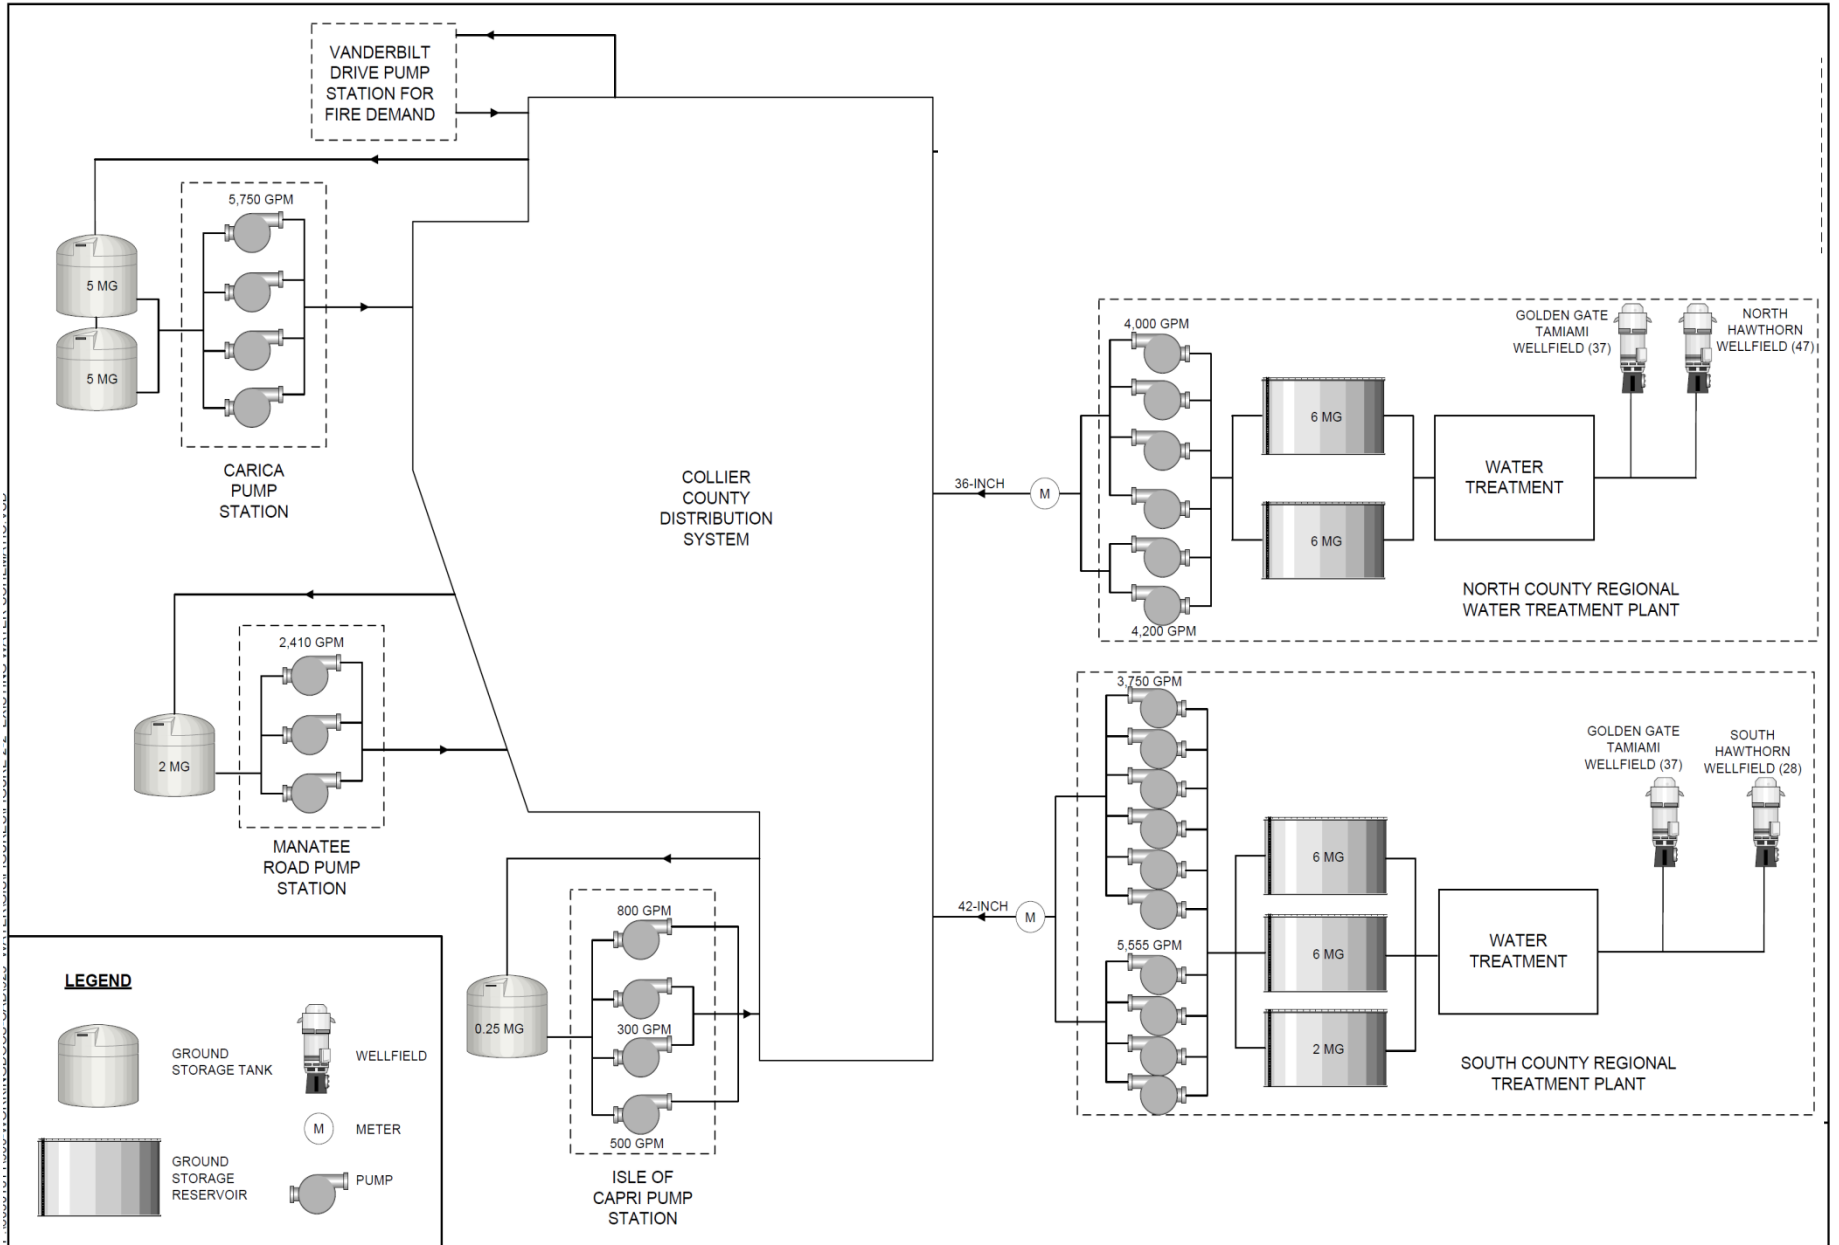 VANDERBILT
DRIVE PUMP
STATION FOR
FIRE DEMAND
5,750 GPM
5 MG
5 MG
CARICA
PUMP
STATION
COLLIER
COUNTY
DISTRIBUTION
SYSTEM
36-INCH
M
4,000 GPM
4,200 GPM
6 MG
6 MG
WATER
TREATMENT
GOLDEN GATE
TAMIAMI
WELLFIELD (37)
NORTH
HAWTHORN
WELLFIELD (47)
NORTH COUNTY REGIONAL
WATER TREATMENT PLANT
2,410 GPM
2 MG
MANATEE
ROAD PUMP
STATION
42-INCH
M
3,750 GPM
5,555 GPM
6 MG
6 MG
2 MG
WATER
TREATMENT
GOLDEN GATE
TAMIAMI
WELLFIELD (37)
SOUTH
HAWTHORN
WELLFIELD (28)
SOUTH COUNTY REGIONAL
TREATMENT PLANT
800 GPM
300 GPM
500 GPM
0.25 MG
ISLE OF
CAPRI PUMP
STATION
LEGEND
GROUND
STORAGE TANK
WELLFIELD
M
METER
GROUND
STORAGE
RESERVOIR
PUMP